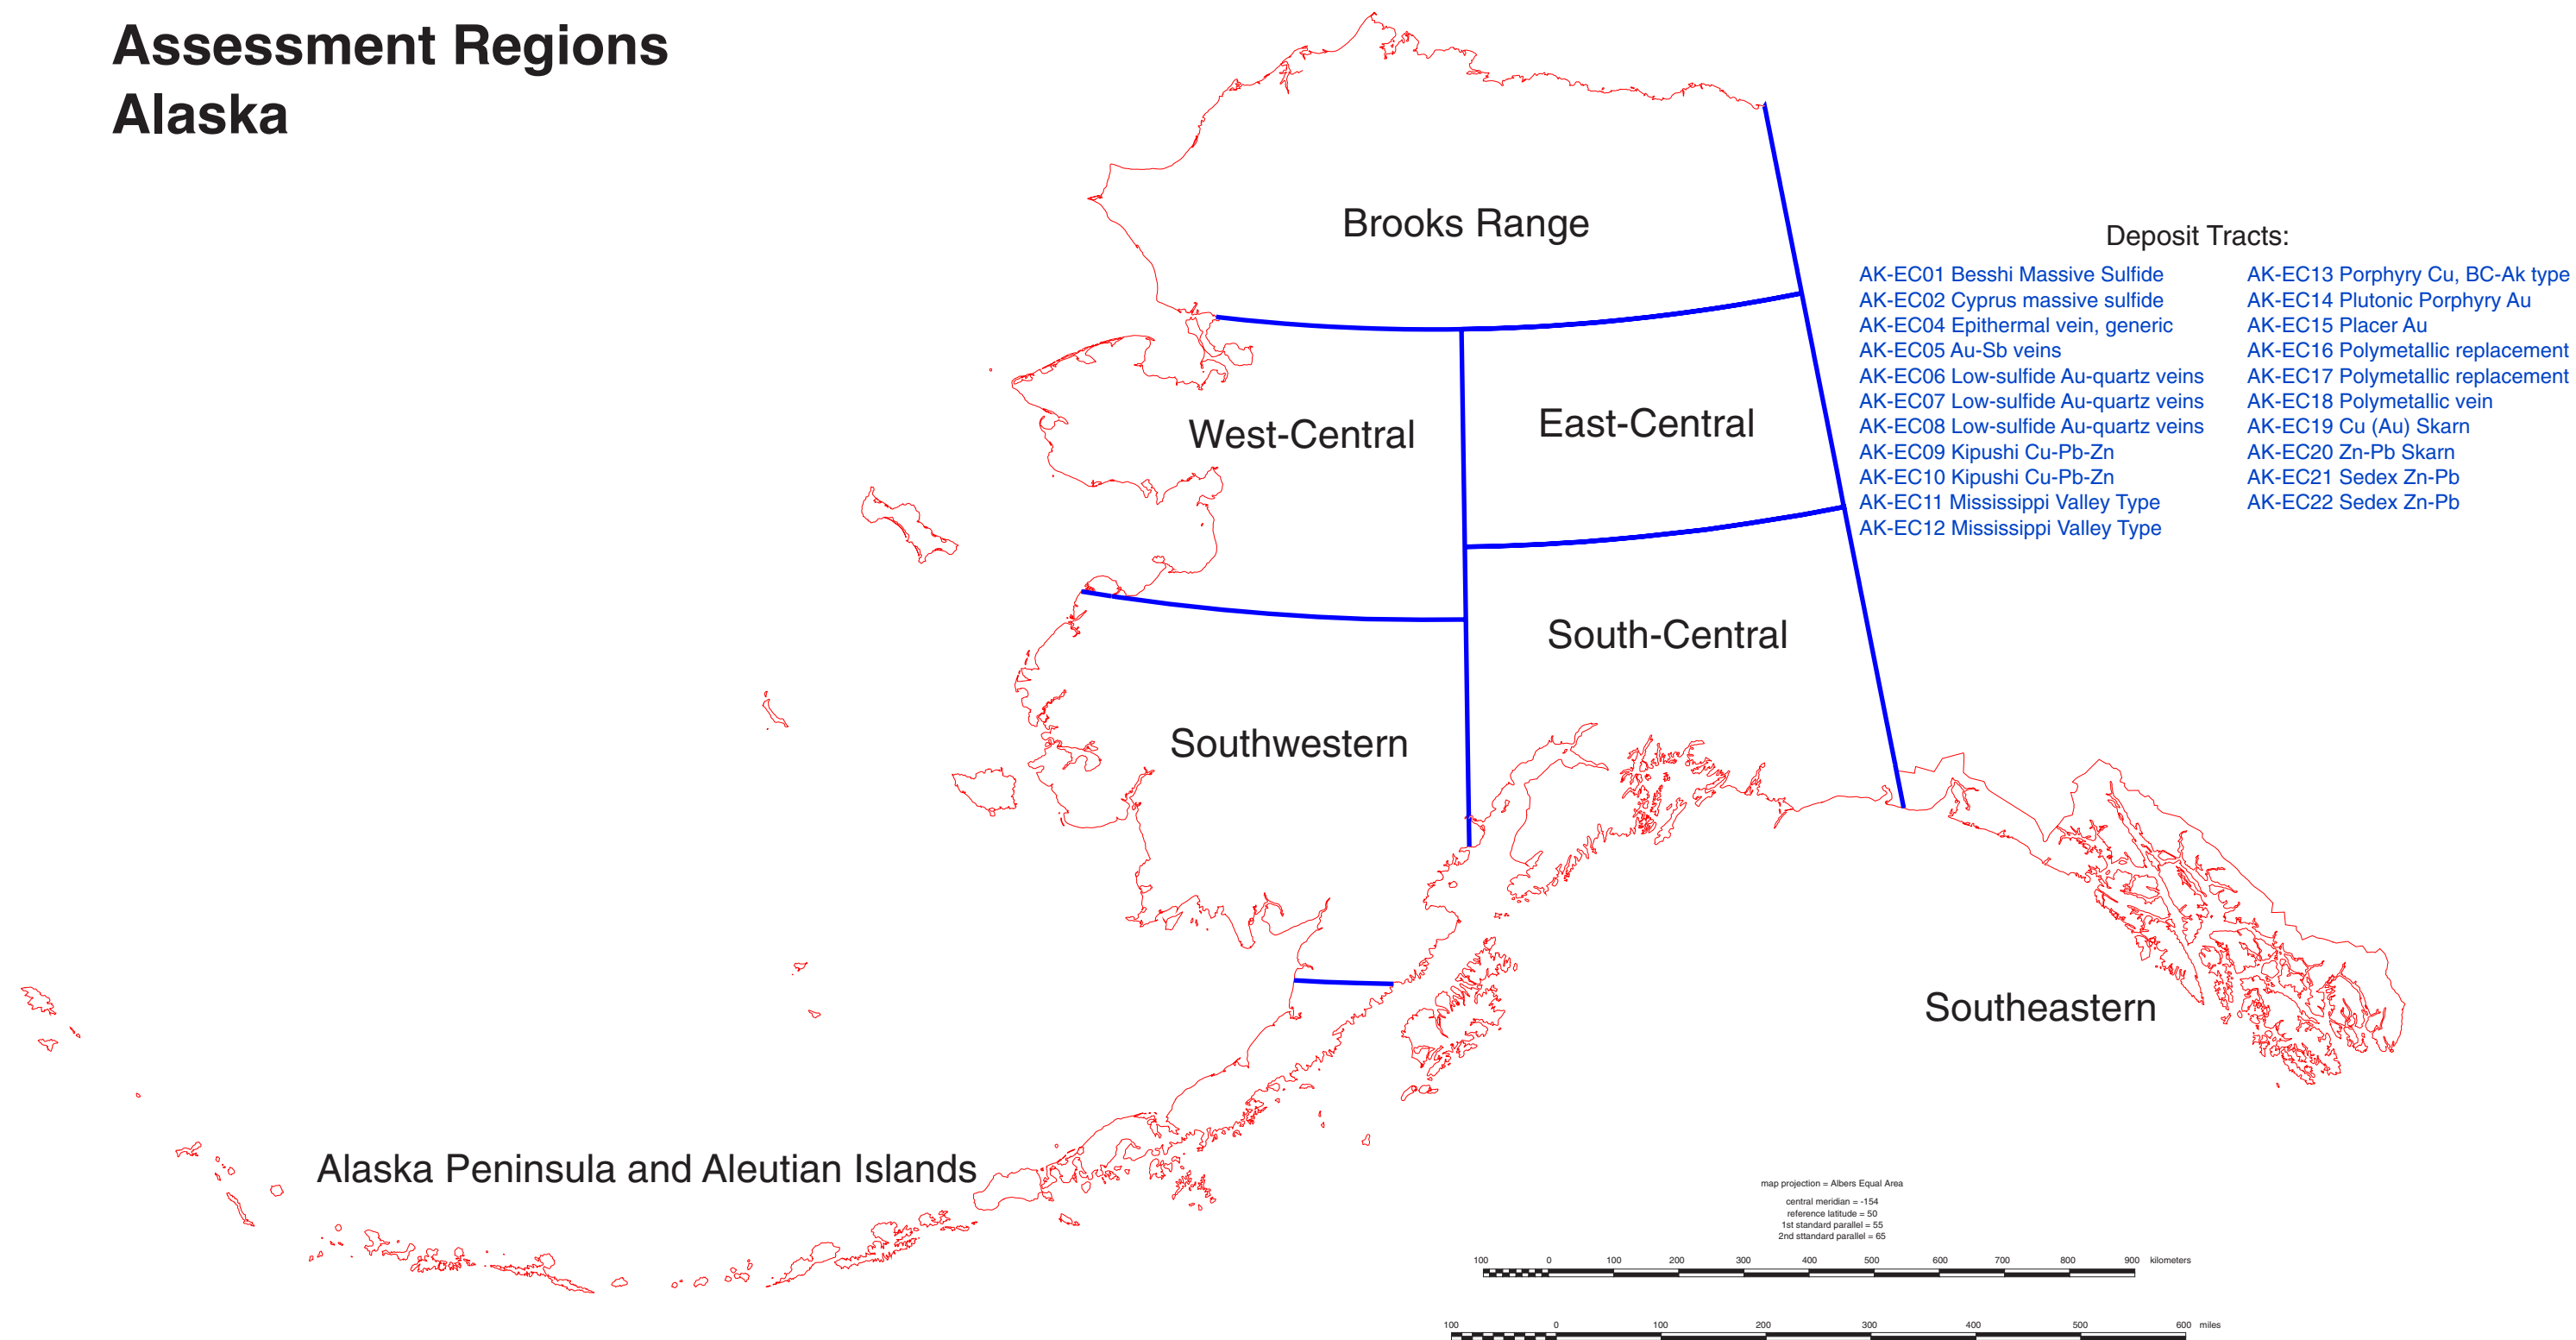 Assessment Regions
Alaska
Brooks Range
Deposit Tracts:
AK-EC01 Besshi Massive Sulfide
AK-EC02 Cyprus massive sulfide
AK-EC04 Epithermal vein, generic
AK-EC05 Au-Sb veins
AK-EC06 Low-sulfide Au-quartz veins
AK-EC07 Low-sulfide Au-quartz veins
AK-EC08 Low-sulfide Au-quartz veins
AK-EC09 Kipushi Cu-Pb-Zn
AK-EC10 Kipushi Cu-Pb-Zn
AK-EC11 Mississippi Valley Type
AK-EC12 Mississippi Valley Type
AK-EC13 Porphyry Cu, BC-Ak type
AK-EC14 Plutonic Porphyry Au
AK-EC15 Placer Au
AK-EC16 Polymetallic replacement
AK-EC17 Polymetallic replacement
AK-EC18 Polymetallic vein
AK-EC19 Cu (Au) Skarn
AK-EC20 Zn-Pb Skarn
AK-EC21 Sedex Zn-Pb
AK-EC22 Sedex Zn-Pb
West-Central
East-Central
South-Central
Southwestern
Southeastern
Alaska Peninsula and Aleutian Islands
map projection = Albers Equal Area
central meridian = -154
reference latitude = 50
1st standard parallel = 55
2nd sttandard parallel = 65
100 0 100 200 300 400 500 600 700 800 900 kilometers
100 0 100 200 300 400 500 600 miles